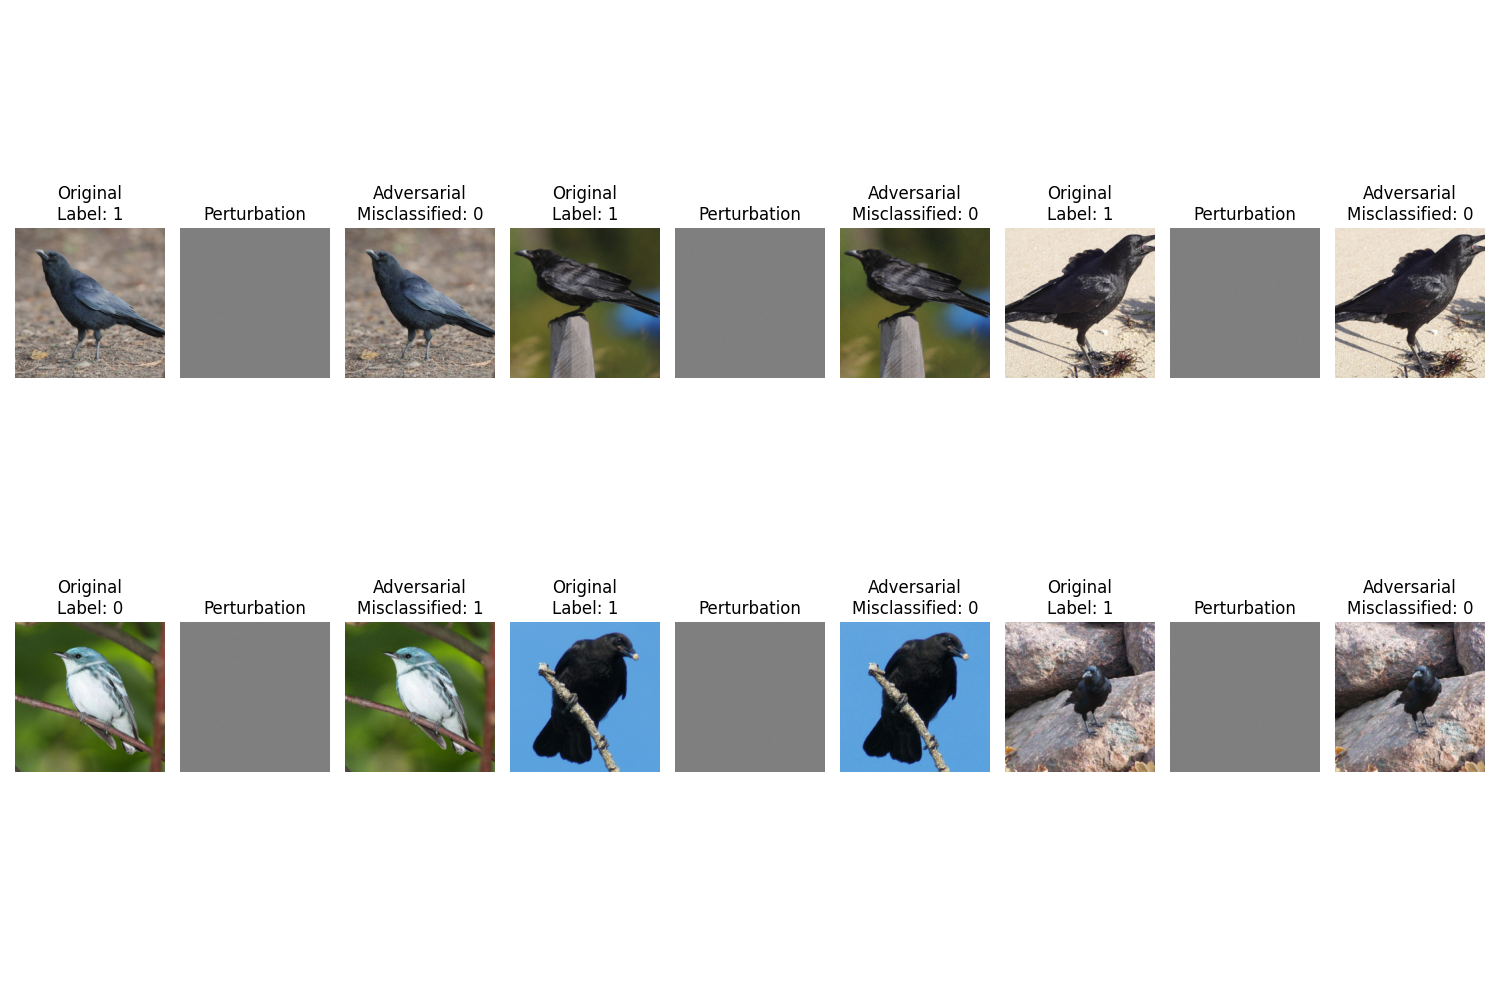 Original
Label: 1
Perturbation
Adversarial
Misclassified: 0
Original
Label: 1
Perturbation
Adversarial
Misclassified: 0
Original
Label: 1
Perturbation
Adversarial
Misclassified: 0
Original
Label: 0
Perturbation
Adversarial
Misclassified: 1
Original
Label: 1
Perturbation
Adversarial
Misclassified: 0
Original
Label: 1
Perturbation
Adversarial
Misclassified: 0